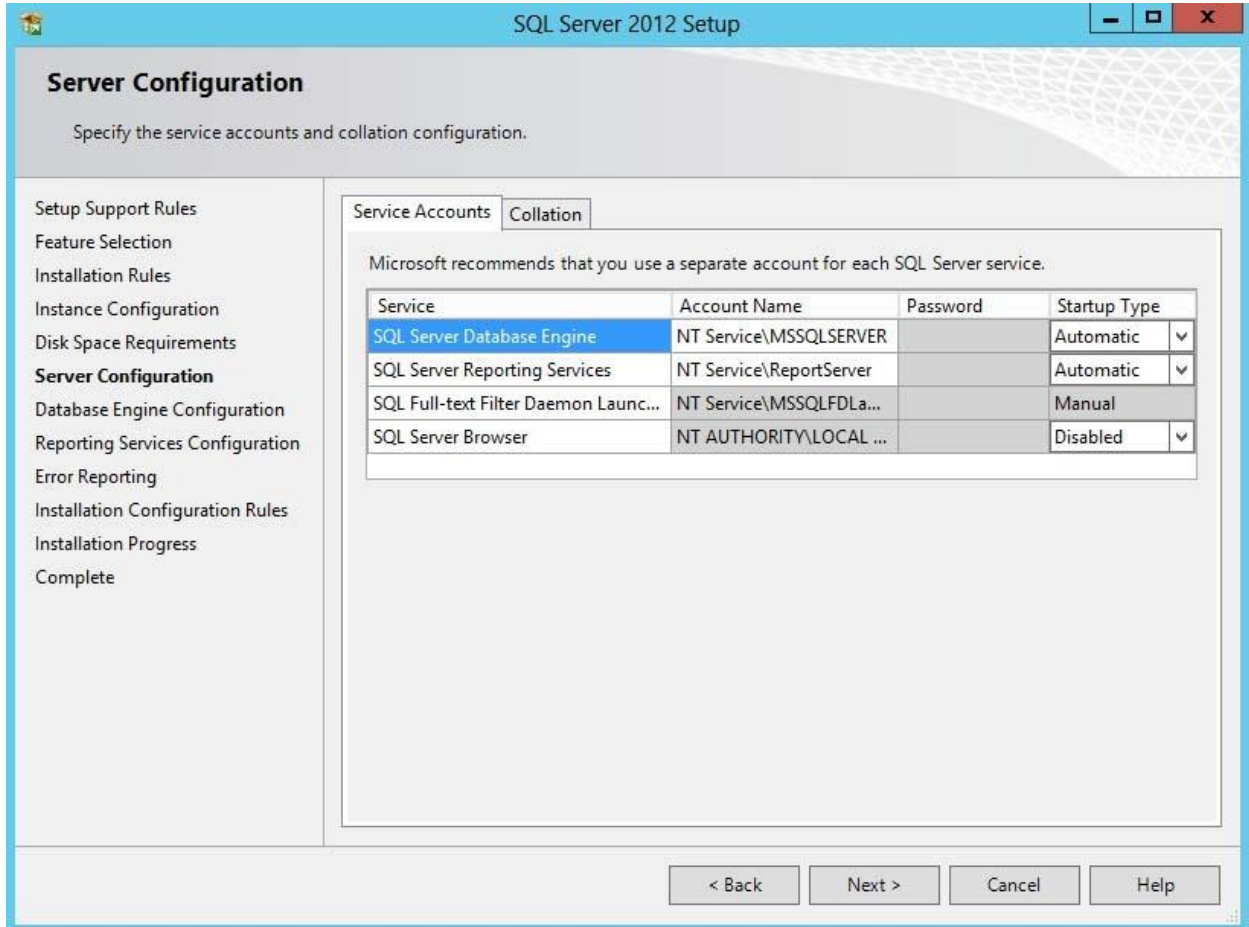 SQL Server 2012 Setup
Server Configuration
Specify the service accounts and collation configuration.
Setup Support Rules
Feature Selection
Installation Rules
Instance Configuration
Disk Space Requirements
Server Configuration
Database Engine Configuration
Reporting Services Configuration
Error Reporting
Installation Configuration Rules
Installation Progress
Complete
Service Accounts Collation
Microsoft recommends that you use a separate account for each SQL Server service.
Service Account Name Password Startup Type
SQL Server Database Engine NT Service\MSSQLSERVER Automatic
SQL Server Reporting Services NT Service\ReportServer Automatic
SQL Full-text Filter Daemon Launc... NT Service\MSSQLFDLa... Manual
SQL Server Browser NT AUTHORITY\LOCAL ... Disabled
< Back Next > Cancel Help